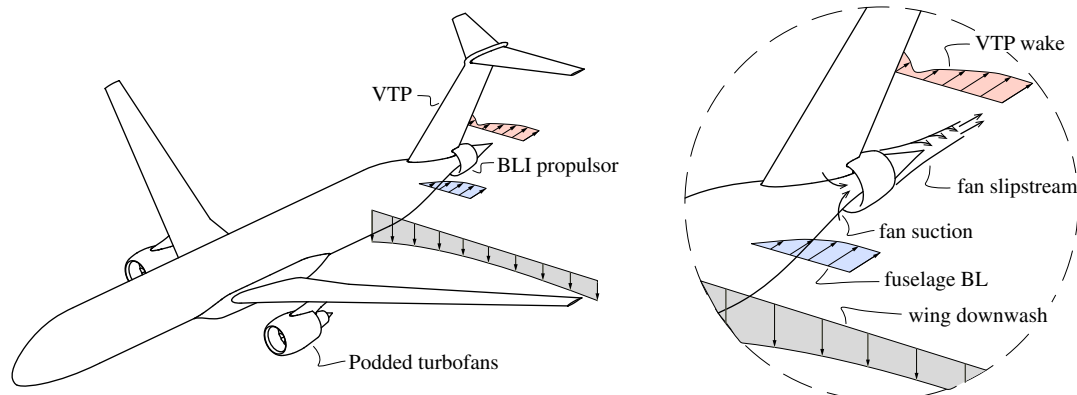 VTP
BLI propulsor
Podded turbofans
VTP wake
fan slipstream
fan suction
fuselage BL
wing downwash